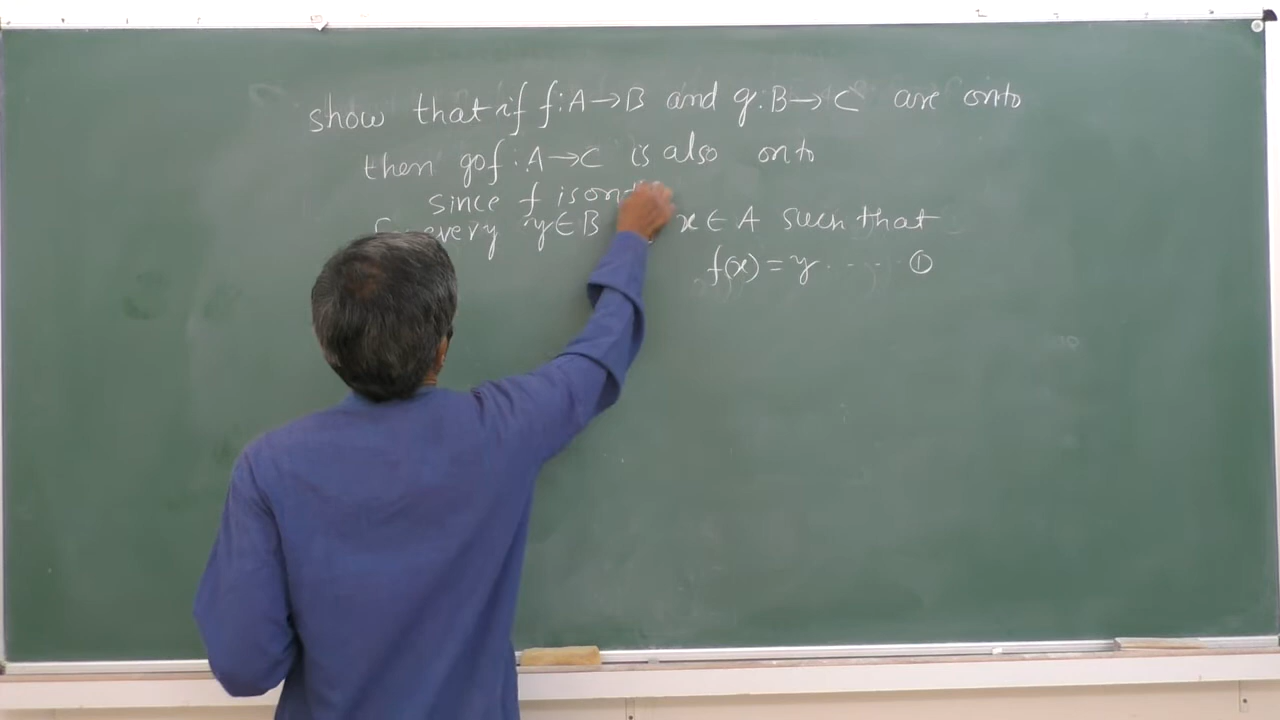 show that if f:A→B and g:B→C are onto
then gof:A→C is also onto
since f is
every y∈B x∈A such that
f(x) = y . - - . ①